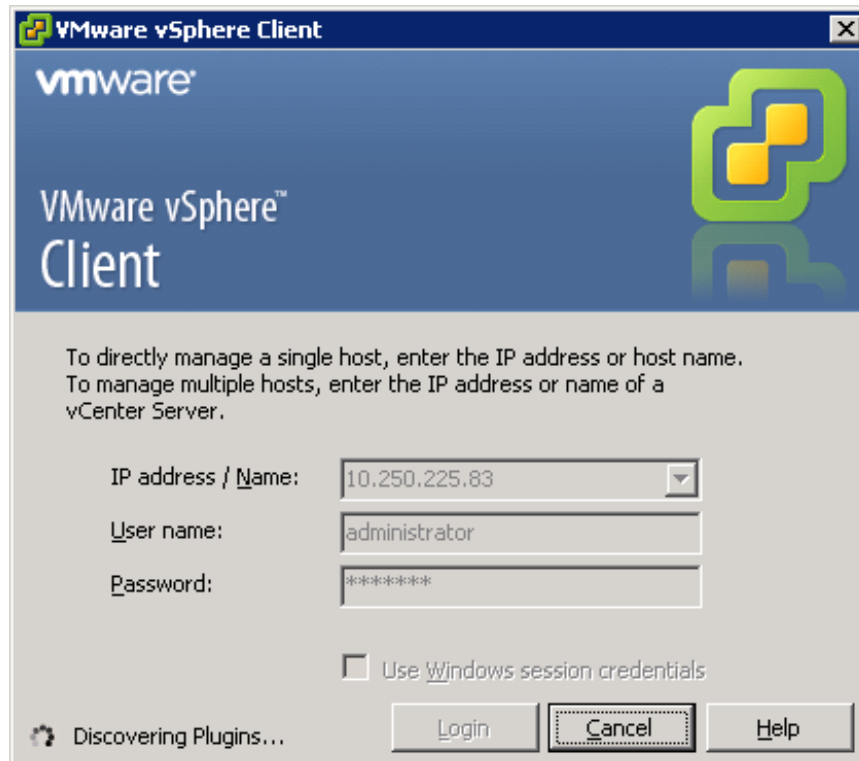 VMware vSphere Client
vmware®
VMware vSphere™
Client
To directly manage a single host, enter the IP address or host name.
To manage multiple hosts, enter the IP address or name of a
vCenter Server.
IP address / Name: 10.250.225.83
User name: administrator
Password: *******
Use Windows session credentials
Discovering Plugins... Login Cancel Help